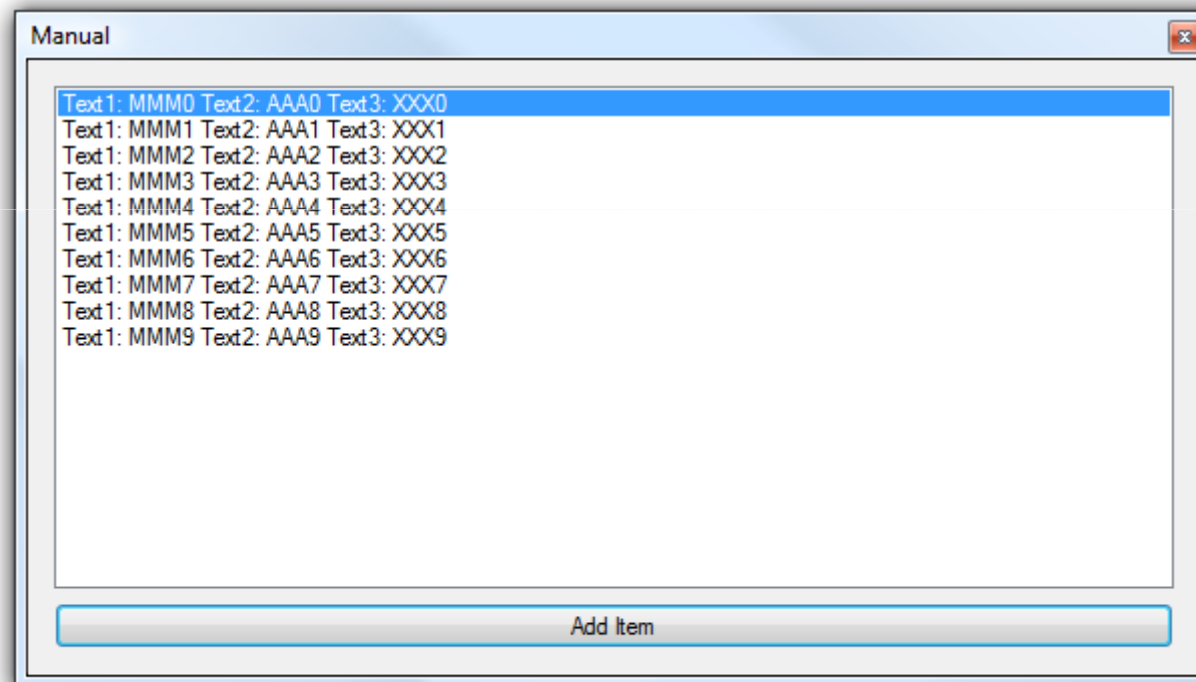 Manual
Text1: MMM0 Text2: AAA0 Text3: XXX0
Text1: MMM1 Text2: AAA1 Text3: XXX1
Text1: MMM2 Text2: AAA2 Text3: XXX2
Text1: MMM3 Text2: AAA3 Text3: XXX3
Text1: MMM4 Text2: AAA4 Text3: XXX4
Text1: MMM5 Text2: AAA5 Text3: XXX5
Text1: MMM6 Text2: AAA6 Text3: XXX6
Text1: MMM7 Text2: AAA7 Text3: XXX7
Text1: MMM8 Text2: AAA8 Text3: XXX8
Text1: MMM9 Text2: AAA9 Text3: XXX9
Add Item